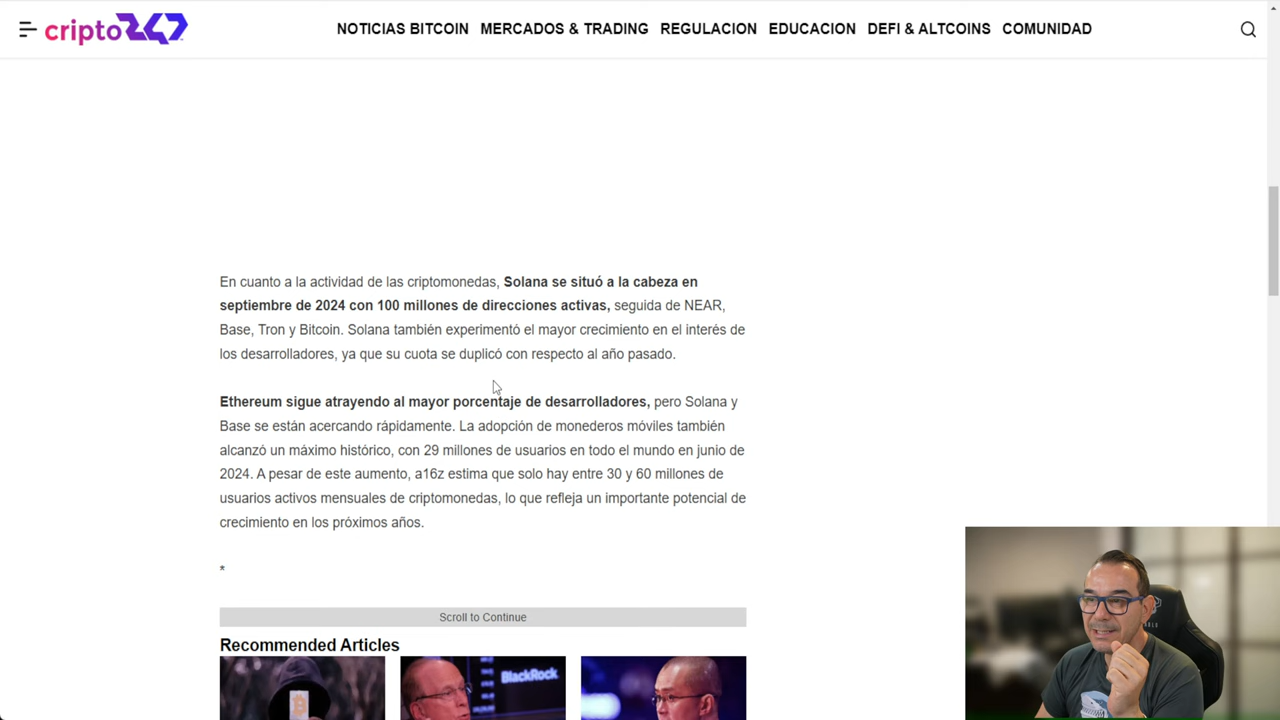 cripto247
NOTICIAS BITCOIN MERCADOS & TRADING REGULACION EDUCACION DEFI & ALTCOINS COMUNIDAD
En cuanto a la actividad de las criptomonedas, Solana se situó a la cabeza en
septiembre de 2024 con 100 millones de direcciones activas, seguida de NEAR,
Base, Tron y Bitcoin. Solana también experimentó el mayor crecimiento en el interés de
los desarrolladores, ya que su cuota se duplicó con respecto al año pasado.
Ethereum sigue atrayendo al mayor porcentaje de desarrolladores, pero Solana y
Base se están acercando rápidamente. La adopción de monederos móviles también
alcanzó un máximo histórico, con 29 millones de usuarios en todo el mundo en junio de
2024. A pesar de este aumento, a16z estima que solo hay entre 30 y 60 millones de
usuarios activos mensuales de criptomonedas, lo que refleja un importante potencial de
crecimiento en los próximos años.
*
Scroll to Continue
Recommended Articles
BLACKROCK